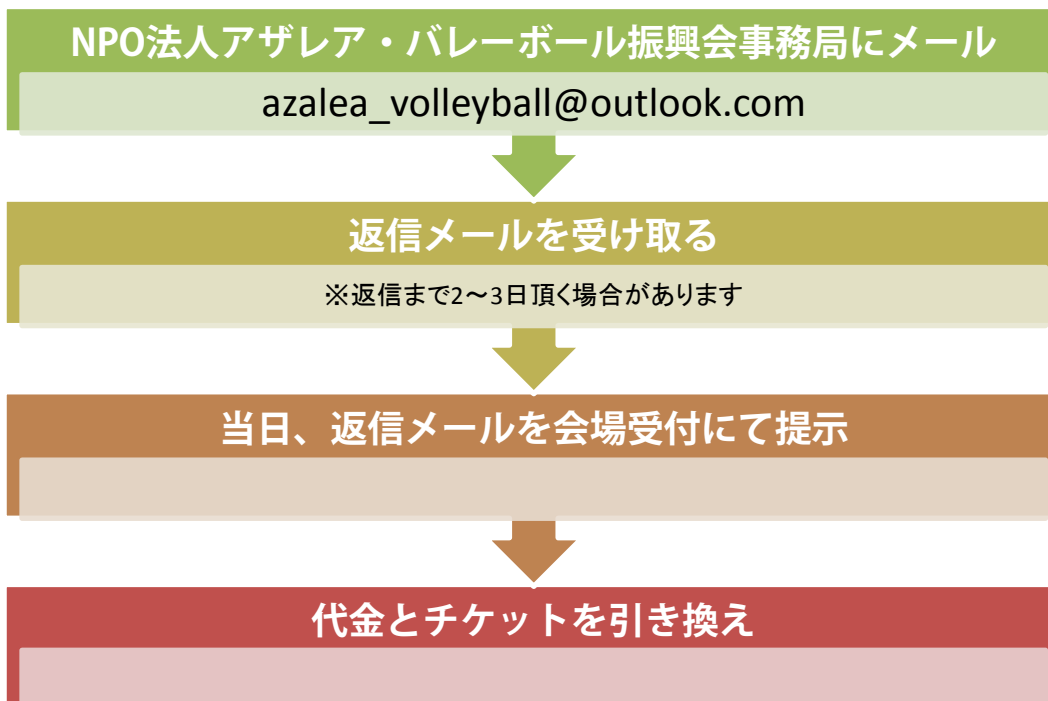 NPO法人アザレア・バレーボール振興会事務局にメール
azalea_volleyball@outlook.com
返信メールを受け取る
※返信まで2～3日頂く場合があります
当日、返信メールを会場受付にて提示
代金とチケットを引き換え